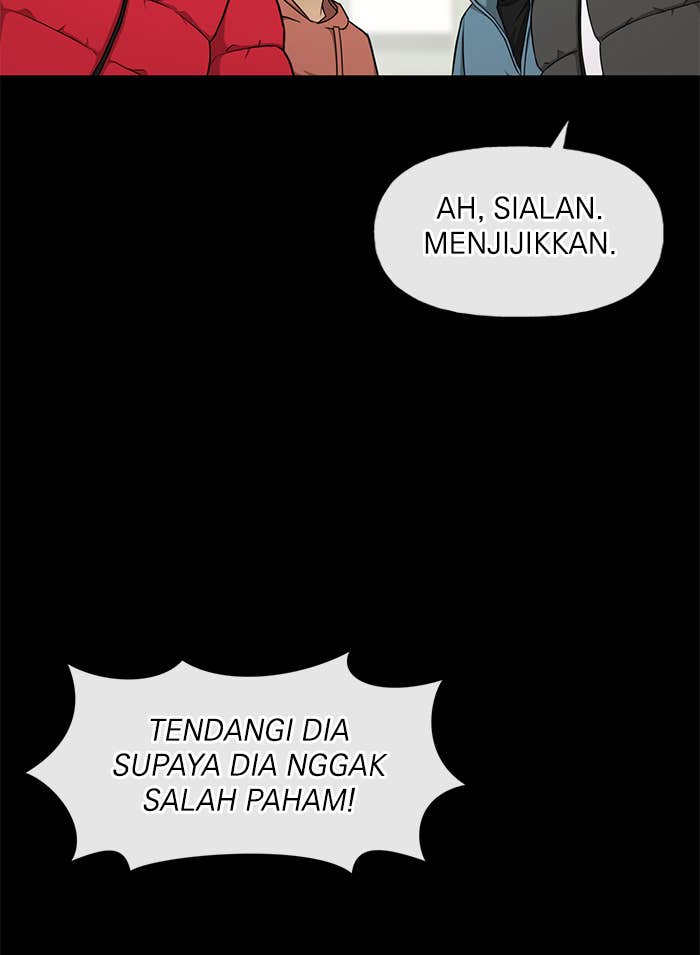 AH, SIALAN.
MENJIJIKKAN.
TENDANGI DIA
SUPAYA DIA NGGAK
SALAH PAHAM!